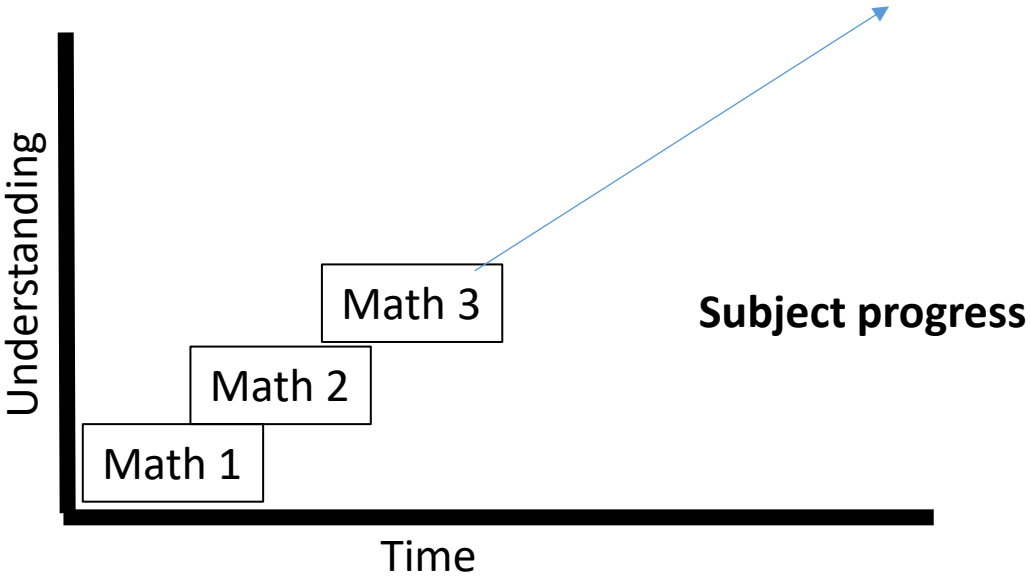 Understanding
Math 3
Subject progress
Math 2
Math 1
Time